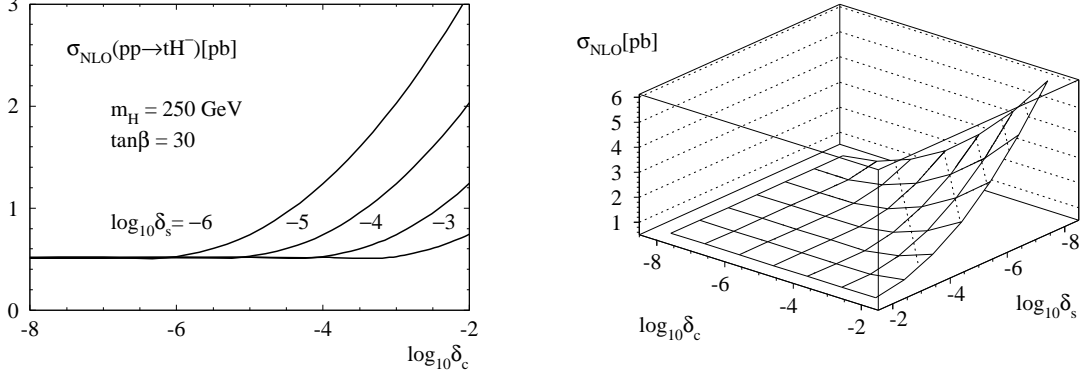 3
2
1
0
σNLO(pp→tH⁻)[pb]
mH = 250 GeV
tanβ = 30
log10δs= −6 −5 −4 −3
-8 -6 -4 -2
log10δc
σNLO[pb]
6
5
4
3
2
1
-8 -6 -4 -2
log10δc
-2 -4 -6 -8
log10δs